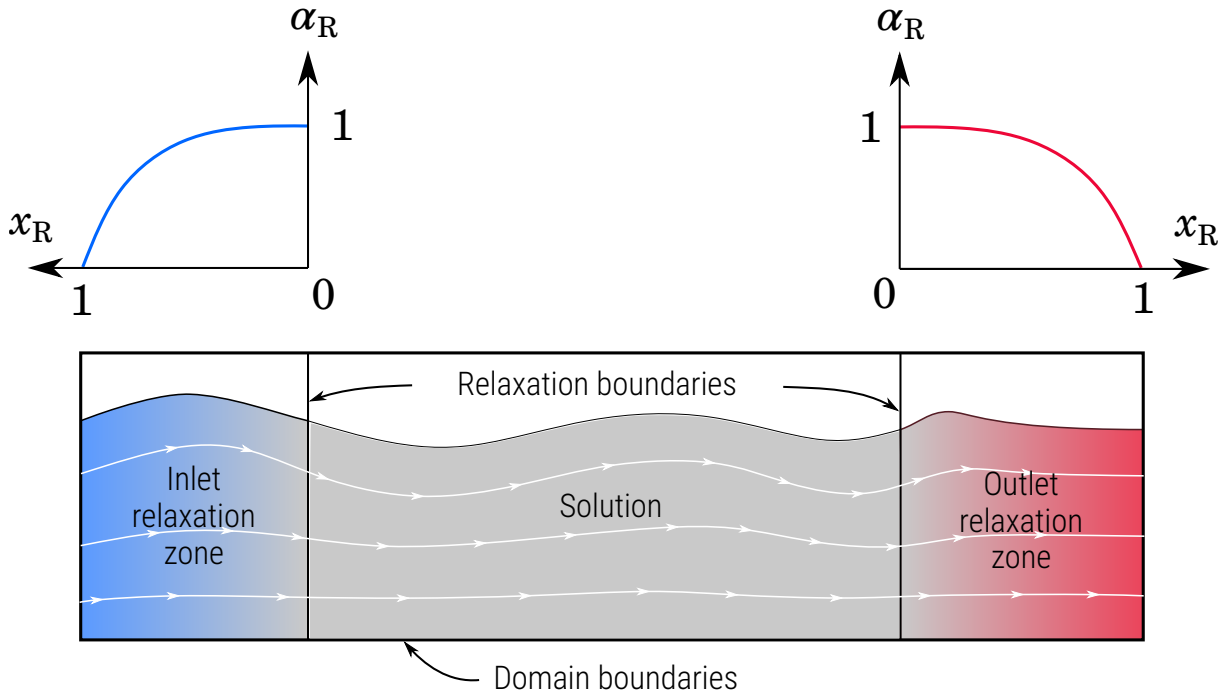 α_R
1
x_R
1
0
α_R
1
x_R
0
1
Relaxation boundaries
Inlet
relaxation
zone
Solution
Outlet
relaxation
zone
Domain boundaries